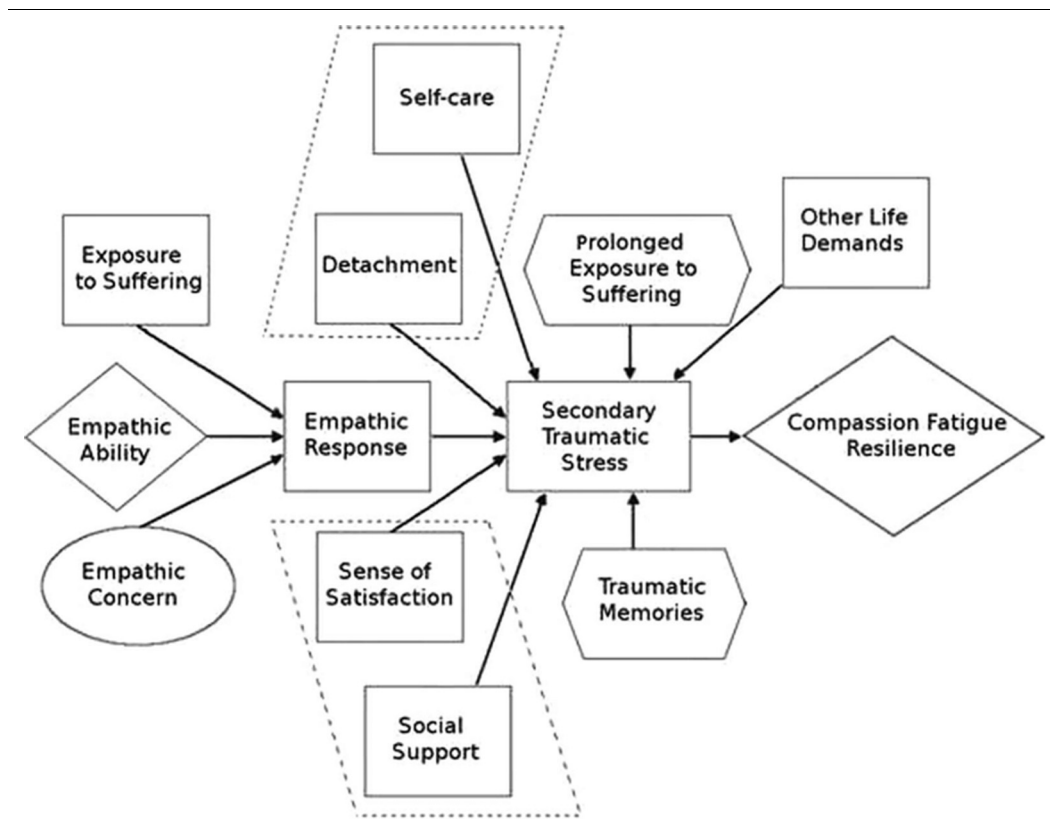 Self-care
Other Life
Demands
Exposure
to Suffering
Detachment
Prolonged
Exposure to
Suffering
Empathic
Ability
Empathic
Response
Secondary
Traumatic
Stress
Compassion Fatigue
Resilience
Empathic
Concern
Sense of
Satisfaction
Traumatic
Memories
Social
Support